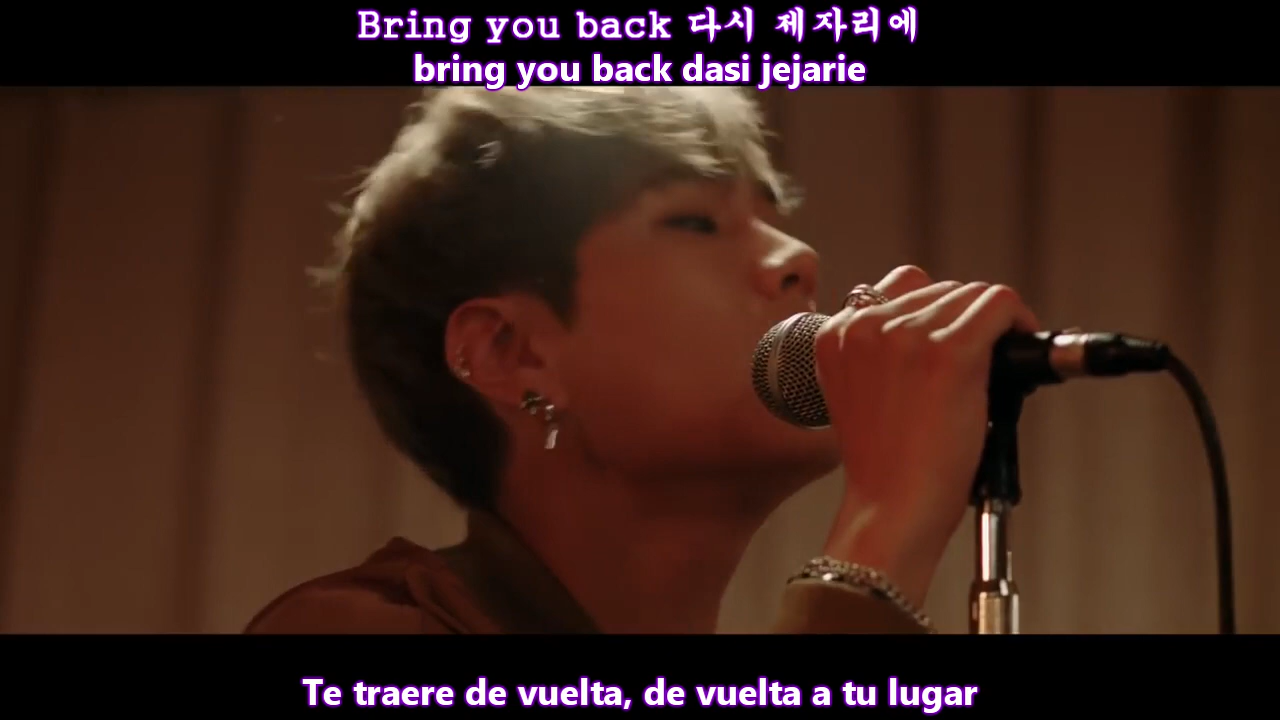 Bring you back 다시 제자리에
bring you back dasi jejarie
Te traere de vuelta, de vuelta a tu lugar